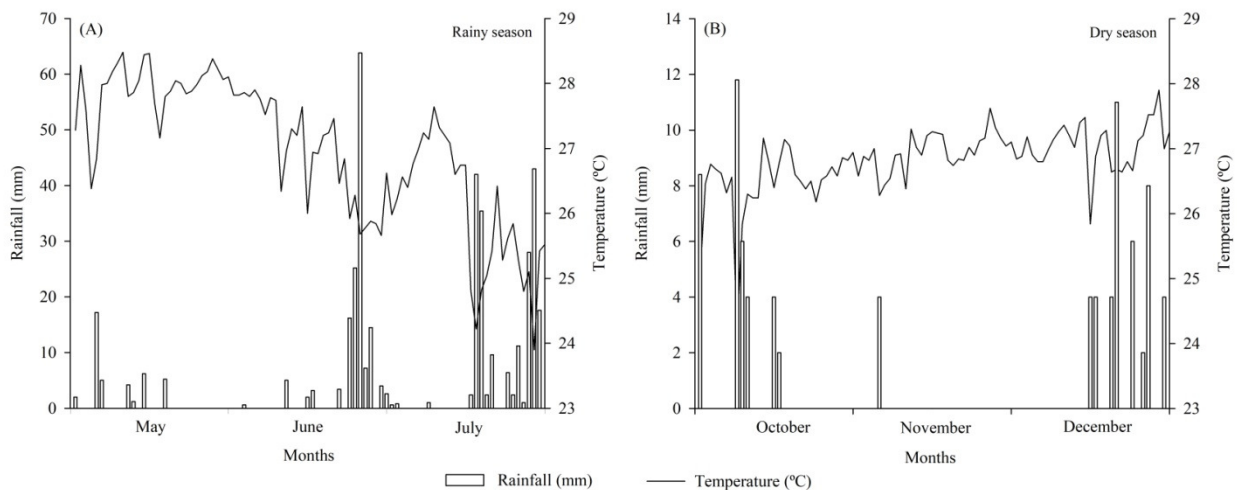 (A)
Rainy season
Rainfall (mm)
70
60
50
40
30
20
10
0
29
28
27
26
25
24
23
Temperature (ºC)
May
June
July
Months
(B)
Dry season
Rainfall (mm)
14
12
10
8
6
4
2
0
29
28
27
26
25
24
23
Temperature (ºC)
October
November
December
Months
Rainfall (mm)
Temperature (ºC)